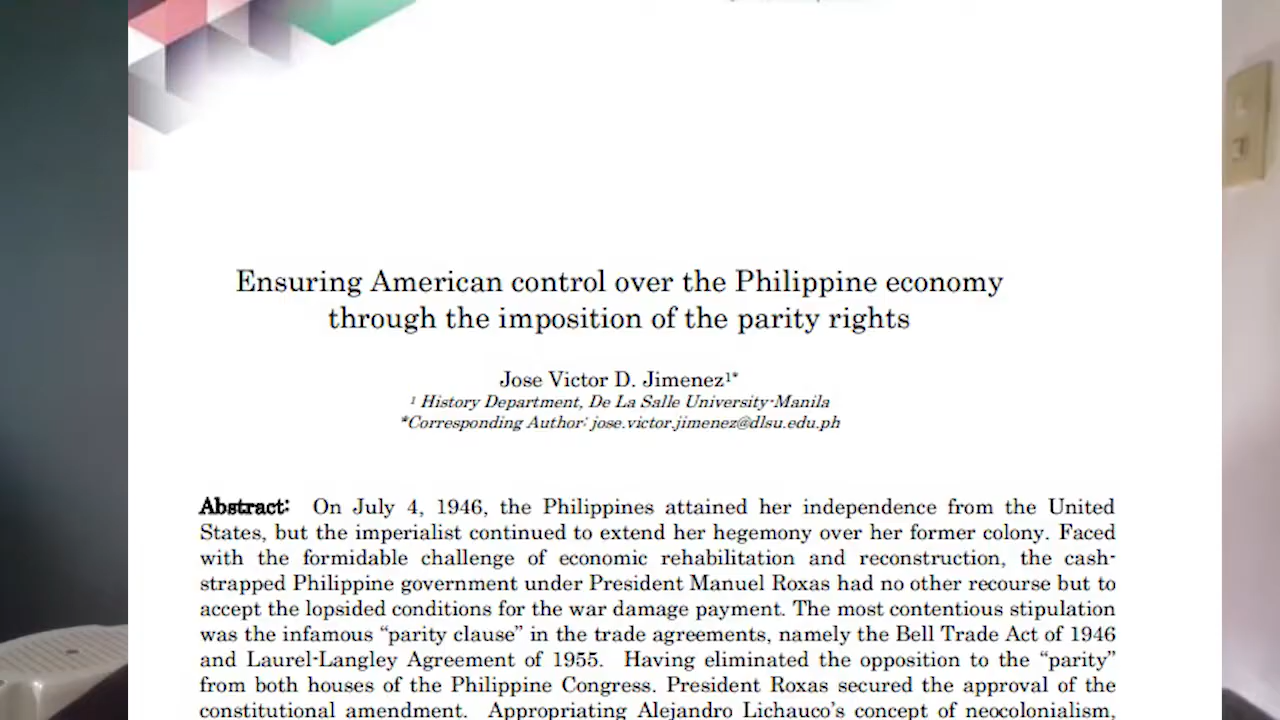 Ensuring American control over the Philippine economy
through the imposition of the parity rights
Jose Victor D. Jimenez¹*
¹ History Department, De La Salle University-Manila
*Corresponding Author: jose.victor.jimenez@dlsu.edu.ph
Abstract: On July 4, 1946, the Philippines attained her independence from the United
States, but the imperialist continued to extend her hegemony over her former colony. Faced
with the formidable challenge of economic rehabilitation and reconstruction, the cash-
strapped Philippine government under President Manuel Roxas had no other recourse but to
accept the lopsided conditions for the war damage payment. The most contentious stipulation
was the infamous “parity clause” in the trade agreements, namely the Bell Trade Act of 1946
and Laurel-Langley Agreement of 1955. Having eliminated the opposition to the “parity”
from both houses of the Philippine Congress. President Roxas secured the approval of the
constitutional amendment. Appropriating Alejandro Lichauco’s concept of neocolonialism,